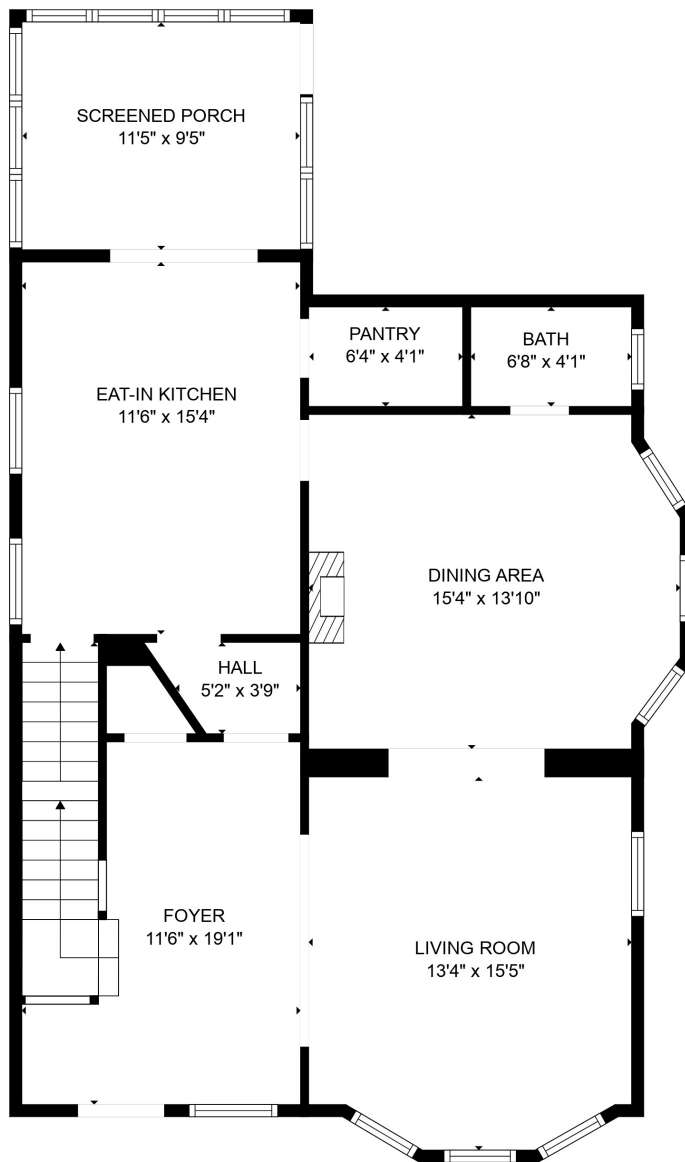 SCREENED PORCH
11'5" x 9'5"
PANTRY
6'4" x 4'1"
BATH
6'8" x 4'1"
EAT-IN KITCHEN
11'6" x 15'4"
DINING AREA
15'4" x 13'10"
HALL
5'2" x 3'9"
FOYER
11'6" x 19'1"
LIVING ROOM
13'4" x 15'5"